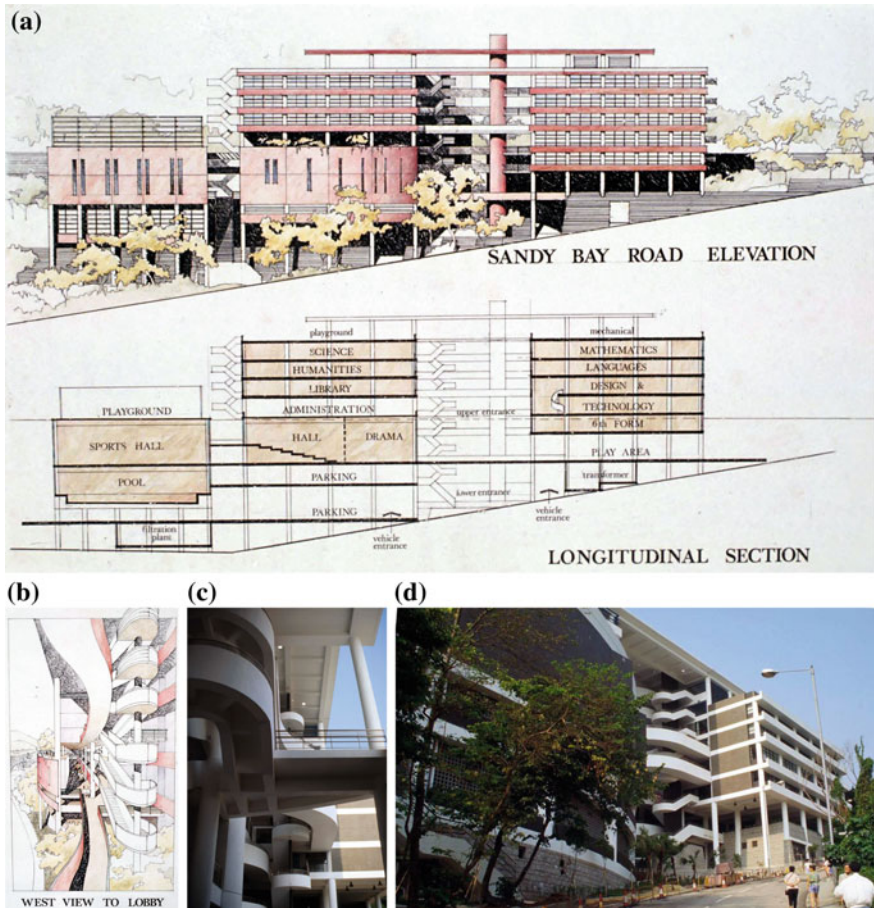 (a)
SANDY BAY ROAD ELEVATION
playground
mechanical
SCIENCE
MATHEMATICS
HUMANITIES
LANGUAGES
LIBRARY
DESIGN &
PLAYGROUND
ADMINISTRATION
upper entrance
TECHNOLOGY
6th FORM
SPORTS HALL
HALL
DRAMA
PLAY AREA
POOL
PARKING
transformer
lower entrance
PARKING
filtration
plant
vehicle
entrance
vehicle
entrance
LONGITUDINAL SECTION
(b)
(c)
(d)
WEST VIEW TO LOBBY